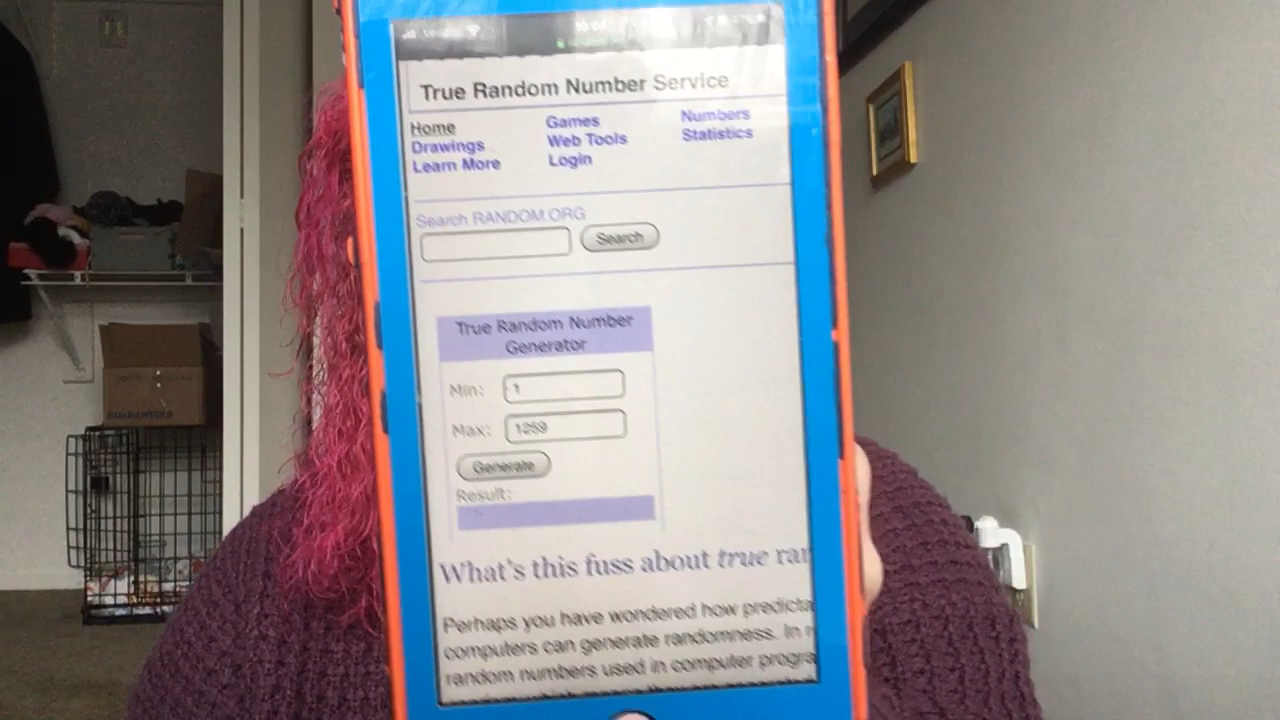 True Random Number Service
Home Games Numbers
Drawings Web Tools Statistics
Learn More Login
Search RANDOM.ORG
Search
True Random Number
Generator
Min: 1
Max: 1259
Generate
Result:
What's this fuss about true ran
Perhaps you have wondered how predicta
computers can generate randomness. In r
random numbers used in computer progra